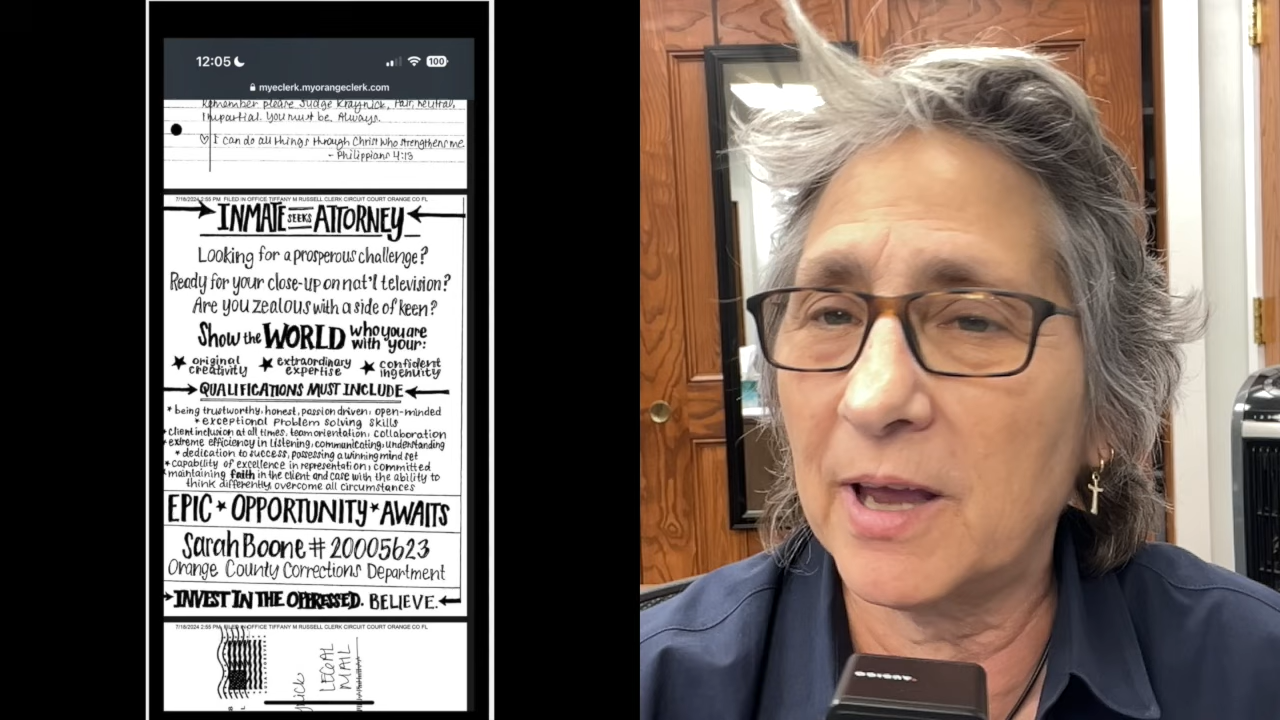 12:05
100
myeclerk.myorangeclerk.com
Remember please Judge Kraynick, Fair, Neutral,
Impartial. You must be. Always.
♡ I can do all things through Christ who strengthens me.
- Philippians 4:13
7/18/2024 2:55 PM FILED IN OFFICE TIFFANY M RUSSELL CLERK CIRCUIT COURT ORANGE CO FL
INMATE SEEKS ATTORNEY
Looking for a prosperous challenge?
Ready for your close-up on nat'l television?
Are you zealous with a side of keen?
Show the WORLD who you are with your:
★ original creativity ★ extraordinary expertise ★ confident ingenuity
QUALIFICATIONS MUST INCLUDE
* being trustworthy, honest, passion driven, open-minded
* exceptional problem solving skills
* client inclusion at all times, team orientation, collaboration
* extreme efficiency in listening, communicating, understanding
* dedication to success, possessing a winning mind set
* capability of excellence in representation, committed
* maintaining faith in the client and case with the ability to
think differently, overcome all circumstances
EPIC * OPPORTUNITY * AWAITS
Sarah Boone # 20005623
Orange County Corrections Department
INVEST IN THE OPPRESSED. BELIEVE.
7/18/2024 2:55 PM FILED IN OFFICE TIFFANY M RUSSELL CLERK CIRCUIT COURT ORANGE CO FL
LEGAL
MAIL